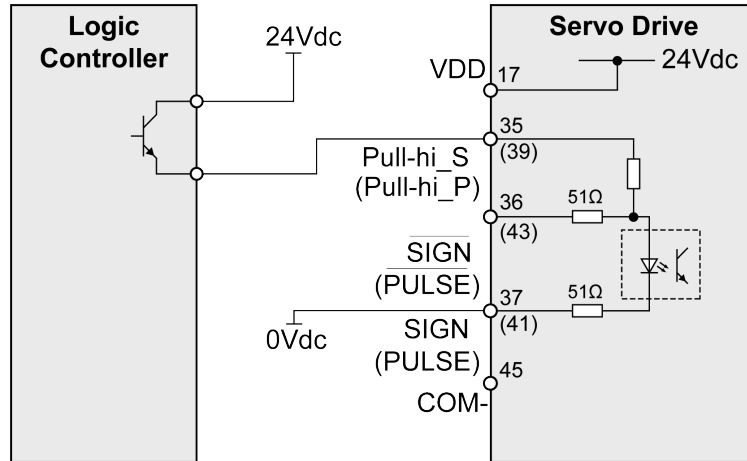 Logic
Controller
Servo Drive
24Vdc
VDD
17
24Vdc
35
(39)
Pull-hi_S
(Pull-hi_P)
36
(43)
51Ω
SIGN
(PULSE)
37
(41)
51Ω
0Vdc
SIGN
(PULSE)
45
COM-